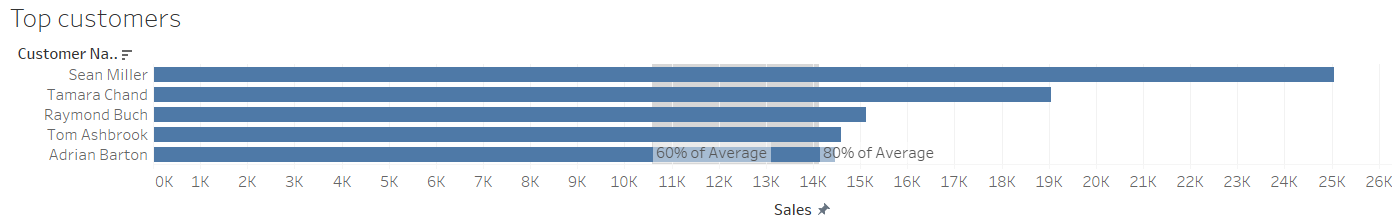 Top customers
Customer Na..
Sean Miller
Tamara Chand
Raymond Buch
Tom Ashbrook
Adrian Barton
60% of Average 80% of Average
0K 1K 2K 3K 4K 5K 6K 7K 8K 9K 10K 11K 12K 13K 14K 15K 16K 17K 18K 19K 20K 21K 22K 23K 24K 25K 26K
Sales